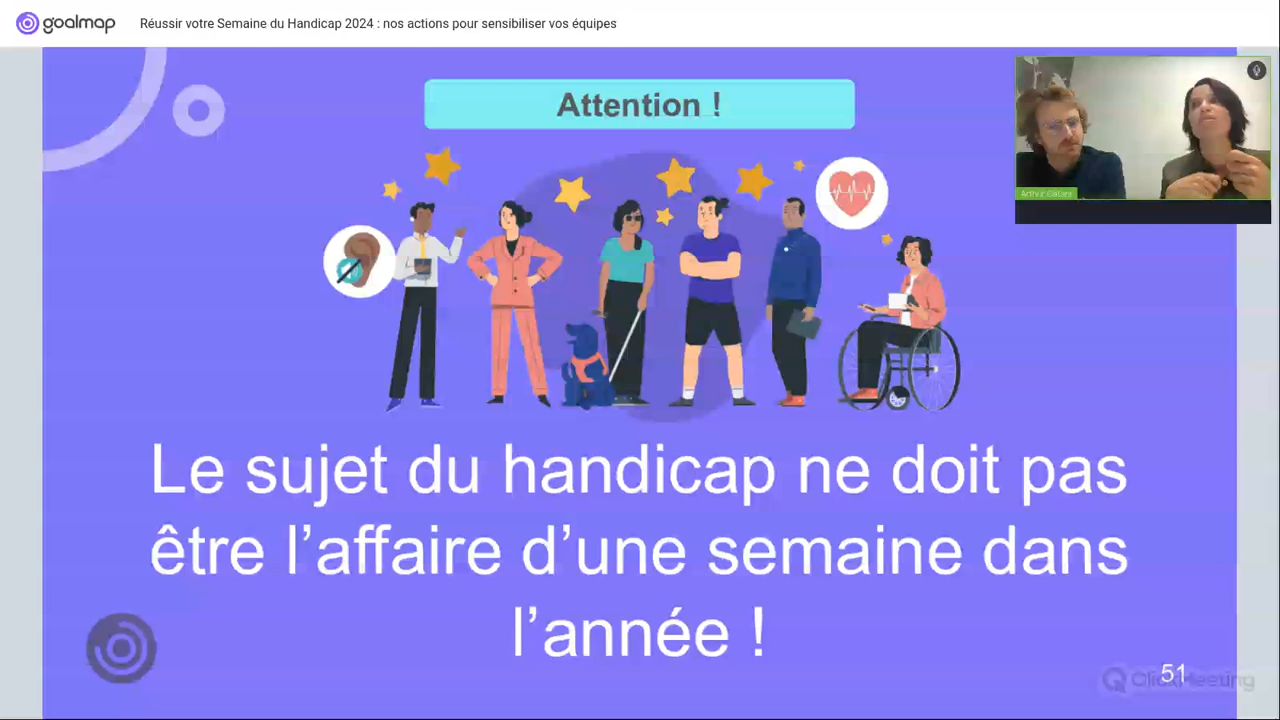 goalmap
Réussir votre Semaine du Handicap 2024 : nos actions pour sensibiliser vos équipes
Attention !
Le sujet du handicap ne doit pas
être l’affaire d’une semaine dans
l’année !
51
ClickMeeting